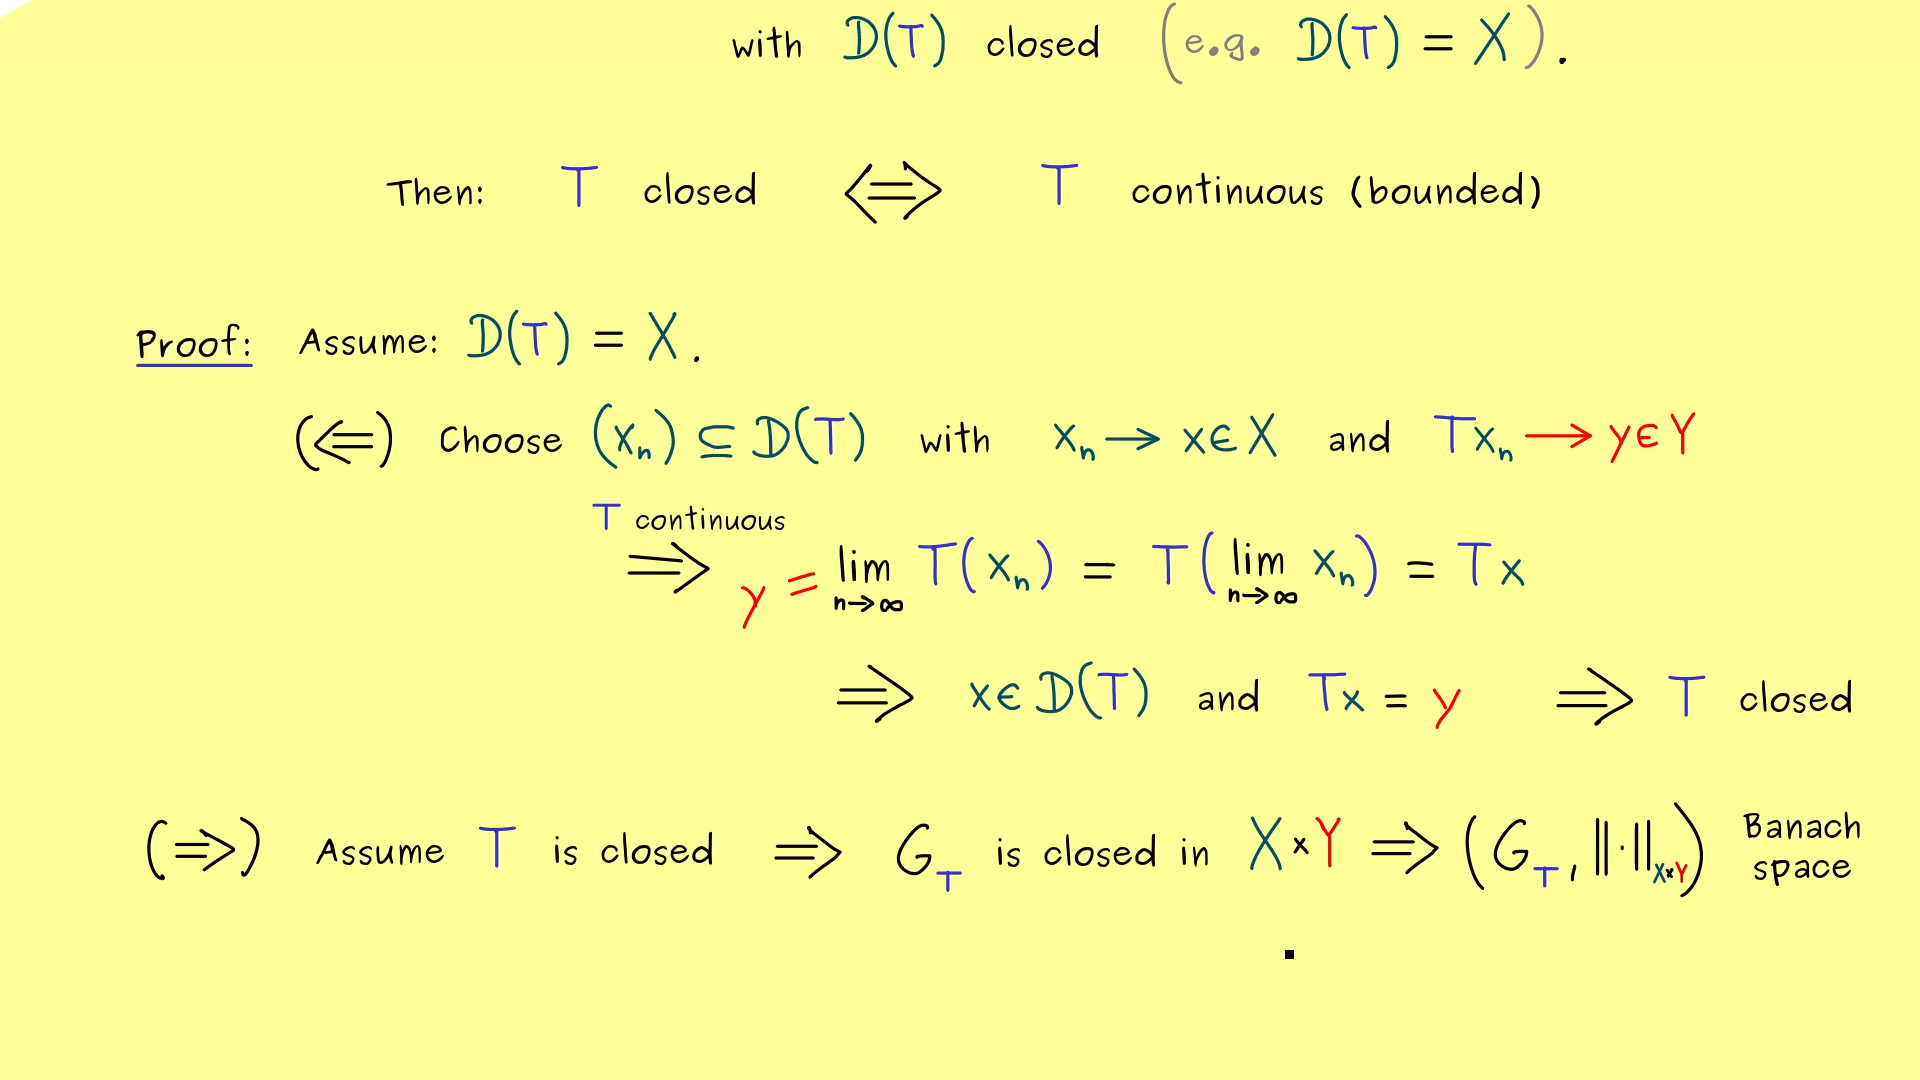 with D(T) closed (e.g. D(T) = X).
Then: T closed ⇔ T continuous (bounded)
Proof: Assume: D(T) = X.
(⇐) Choose (xₙ) ⊆ D(T) with xₙ → x∈X and Txₙ → y∈Y
T continuous
⇒ y = lim n→∞ T(xₙ) = T(lim n→∞ xₙ) = Tx
⇒ x∈D(T) and Tx = y ⇒ T closed
(⇒) Assume T is closed ⇒ G_T is closed in X×Y ⇒ (G_T, ‖·‖_X×Y) Banach space